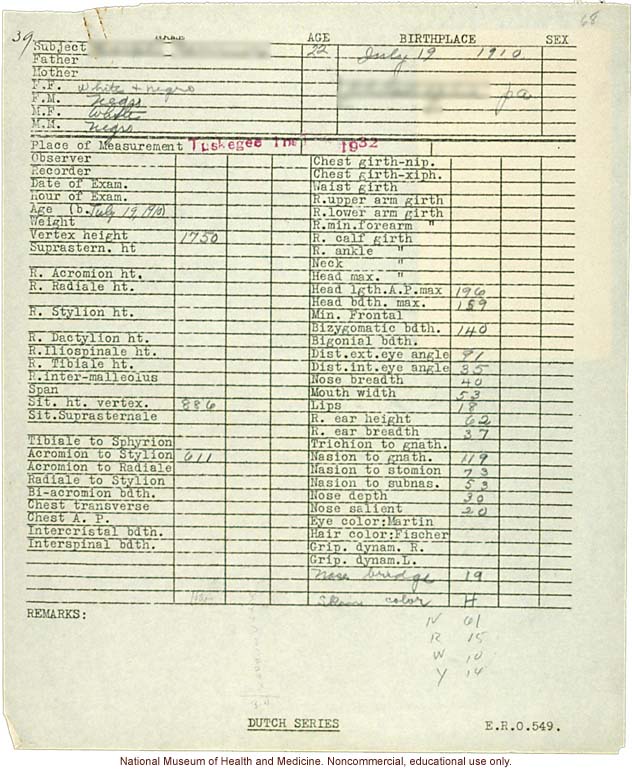 39 68
NAME AGE BIRTHPLACE SEX
Subject 22 July 19 1910
Father
Mother pa
F.F. White + negro
F.M. negro
M.F. White
M.M. negro
Place of Measurement Tuskegee Inst 1932
Observer Chest girth-nip.
Recorder Chest girth-xiph.
Date of Exam. Waist girth
Hour of Exam. R.upper arm girth
Age (b. July 19, 1910) R.lower arm girth
Weight R.min.forearm "
Vertex height 1750 R. calf girth
Suprastern. ht R. ankle "
Neck "
R. Acromion ht. Head max. "
R. Radiale ht. Head lgth.A.P.max 196
Head bdth. max. 159
R. Stylion ht. Min. Frontal
Bizygomatic bdth. 140
R. Dactylion ht. Bigonial bdth.
R.Iliospinale ht. Dist.ext.eye angle 91
R. Tibiale ht. Dist.int.eye angle 35
R.inter-malleolus Nose breadth 40
Span Mouth width 53
Sit. ht. vertex. 886 Lips 18
Sit.Suprasternale R. ear height 62
R. ear breadth 37
Tibiale to Sphyrion Trichion to gnath.
Acromion to Stylion 611 Nasion to gnath. 119
Acromion to Radiale Nasion to stomion 73
Radiale to Stylion Nasion to subnas. 53
Bi-acromion bdth. Nose depth 30
Chest transverse Nose salient 20
Chest A. P. Eye color:Martin
Intercristal bdth. Hair color:Fischer
Interspinal bdth. Grip. dynam. R.
Grip. dynam.L.
Nose bridge 19
Skin color H
REMARKS:
N 61
R 15
W 10
Y 14
DUTCH SERIES E.R.O.549.
National Museum of Health and Medicine. Noncommercial, educational use only.